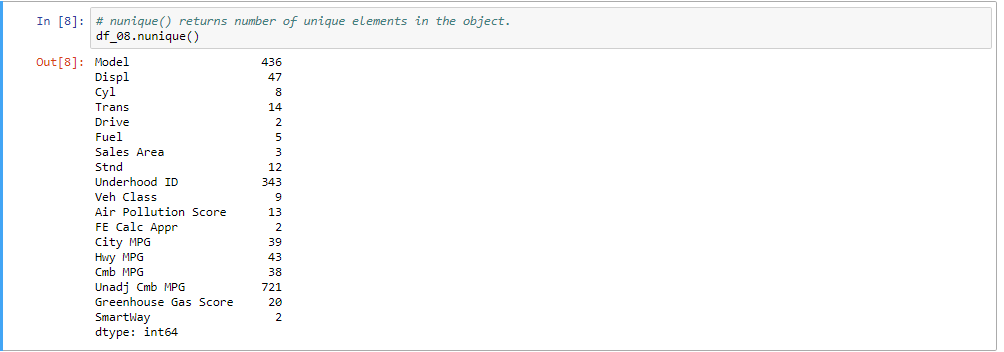 In [8]: # nunique() returns number of unique elements in the object.
df_08.nunique()
Out[8]: Model 436
Displ 47
Cyl 8
Trans 14
Drive 2
Fuel 5
Sales Area 3
Stnd 12
Underhood ID 343
Veh Class 9
Air Pollution Score 13
FE Calc Appr 2
City MPG 39
Hwy MPG 43
Cmb MPG 38
Unadj Cmb MPG 721
Greenhouse Gas Score 20
SmartWay 2
dtype: int64